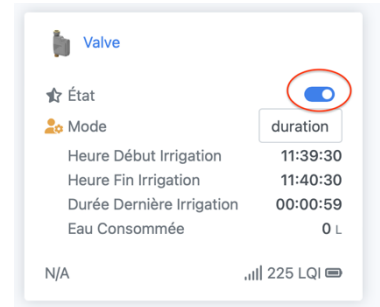 Valve
État
Mode duration
Heure Début Irrigation 11:39:30
Heure Fin Irrigation 11:40:30
Durée Dernière Irrigation 00:00:59
Eau Consommée 0 L
N/A 225 LQI